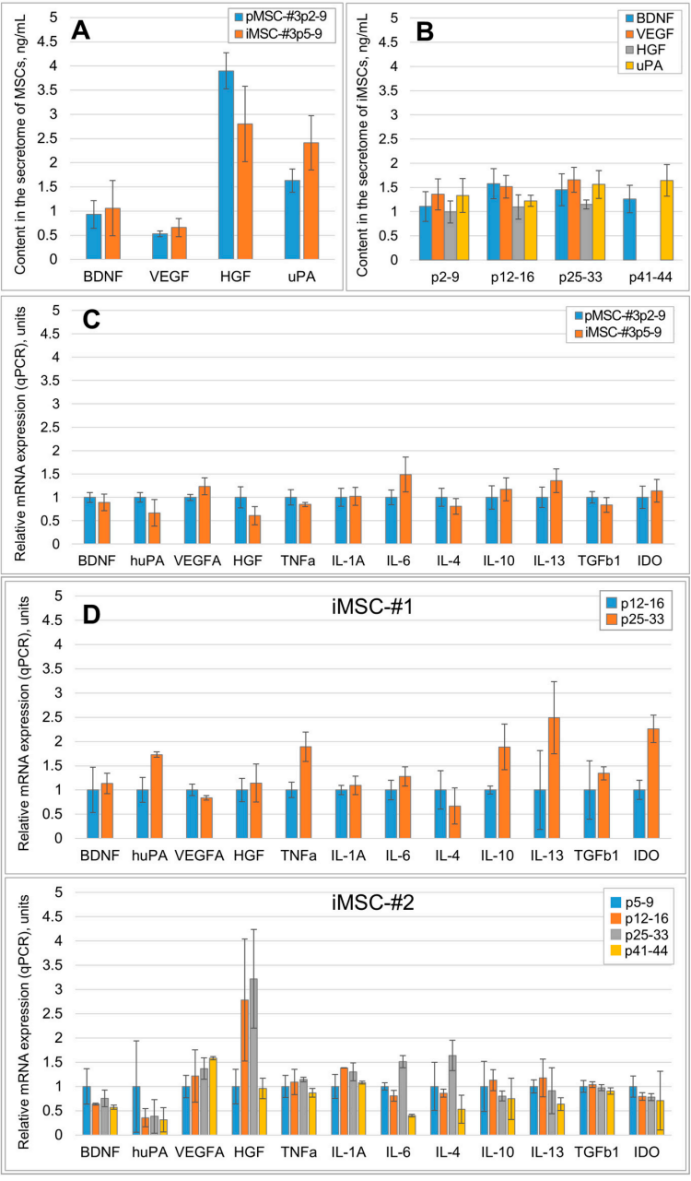 A
pMSC-#3p2-9
iMSC-#3p5-9
Content in the secretome of MSCs, ng/mL
5
4.5
4
3.5
3
2.5
2
1.5
1
0.5
0
BDNF VEGF HGF uPA
B
BDNF
VEGF
HGF
uPA
Content in the secretome of iMSCs, ng/mL
5
4.5
4
3.5
3
2.5
2
1.5
1
0.5
0
p2-9 p12-16 p25-33 p41-44
C
pMSC-#3p2-9
iMSC-#3p5-9
Relative mRNA expression (qPCR), units
5
4.5
4
3.5
3
2.5
2
1.5
1
0.5
0
BDNF huPA VEGFA HGF TNFa IL-1A IL-6 IL-4 IL-10 IL-13 TGFb1 IDO
D
iMSC-#1
p12-16
p25-33
Relative mRNA expression (qPCR), units
5
4.5
4
3.5
3
2.5
2
1.5
1
0.5
0
BDNF huPA VEGFA HGF TNFa IL-1A IL-6 IL-4 IL-10 IL-13 TGFb1 IDO
iMSC-#2
p5-9
p12-16
p25-33
p41-44
Relative mRNA expression (qPCR), units
5
4.5
4
3.5
3
2.5
2
1.5
1
0.5
0
BDNF huPA VEGFA HGF TNFa IL-1A IL-6 IL-4 IL-10 IL-13 TGFb1 IDO